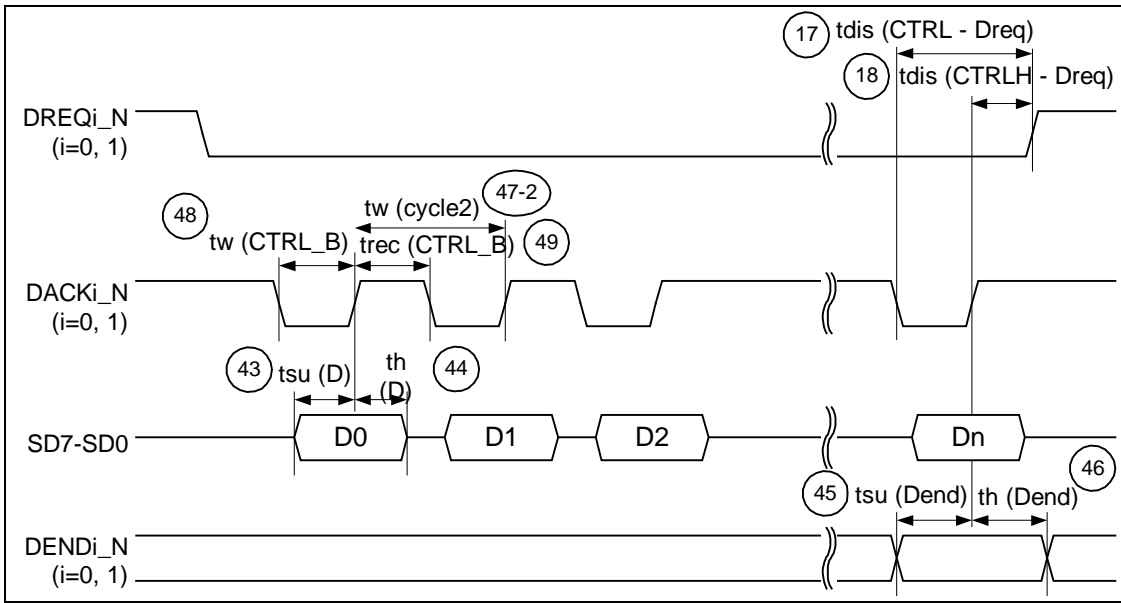 17 tdis (CTRL - Dreq)
18 tdis (CTRLH - Dreq)
DREQi_N
(i=0, 1)
47-2
48 tw (cycle2)
tw (CTRL_B) trec (CTRL_B) 49
DACKi_N
(i=0, 1)
43 tsu (D) th
(D) 44
SD7-SD0 D0 D1 D2 Dn
46
45 tsu (Dend) th (Dend)
DENDi_N
(i=0, 1)